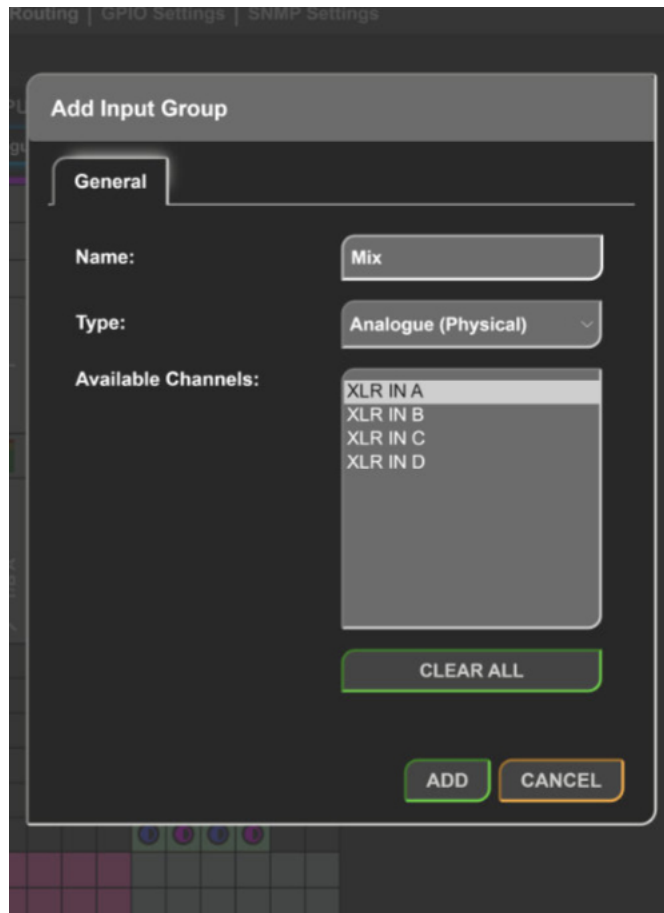 Routing | GPIO Settings | SNMP Settings
Add Input Group
General
Name:
Mix
Type:
Analogue (Physical)
Available Channels:
XLR IN A
XLR IN B
XLR IN C
XLR IN D
CLEAR ALL
ADD
CANCEL